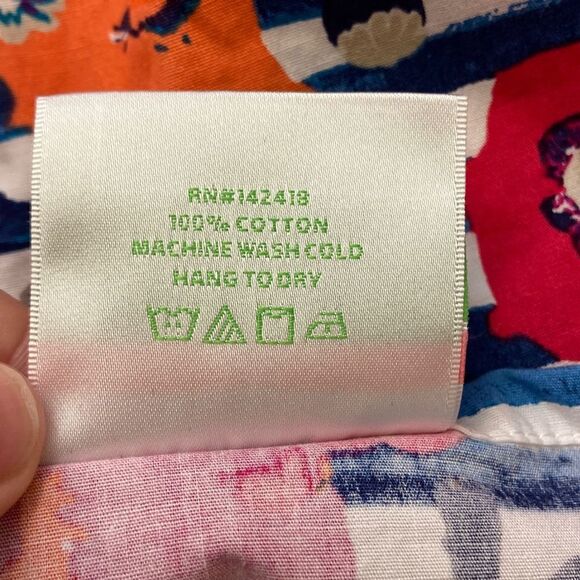 RN#142418
100% COTTON
MACHINE WASH COLD
HANG TO DRY